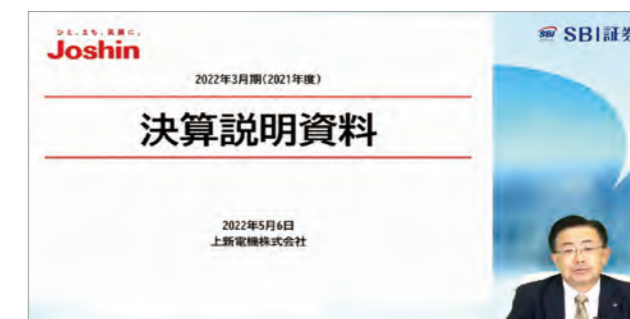 ひと、まち、笑顔に。
Joshin
SBI SBI証券
2022年3月期(2021年度)
決算説明資料
2022年5月6日
上新電機株式会社